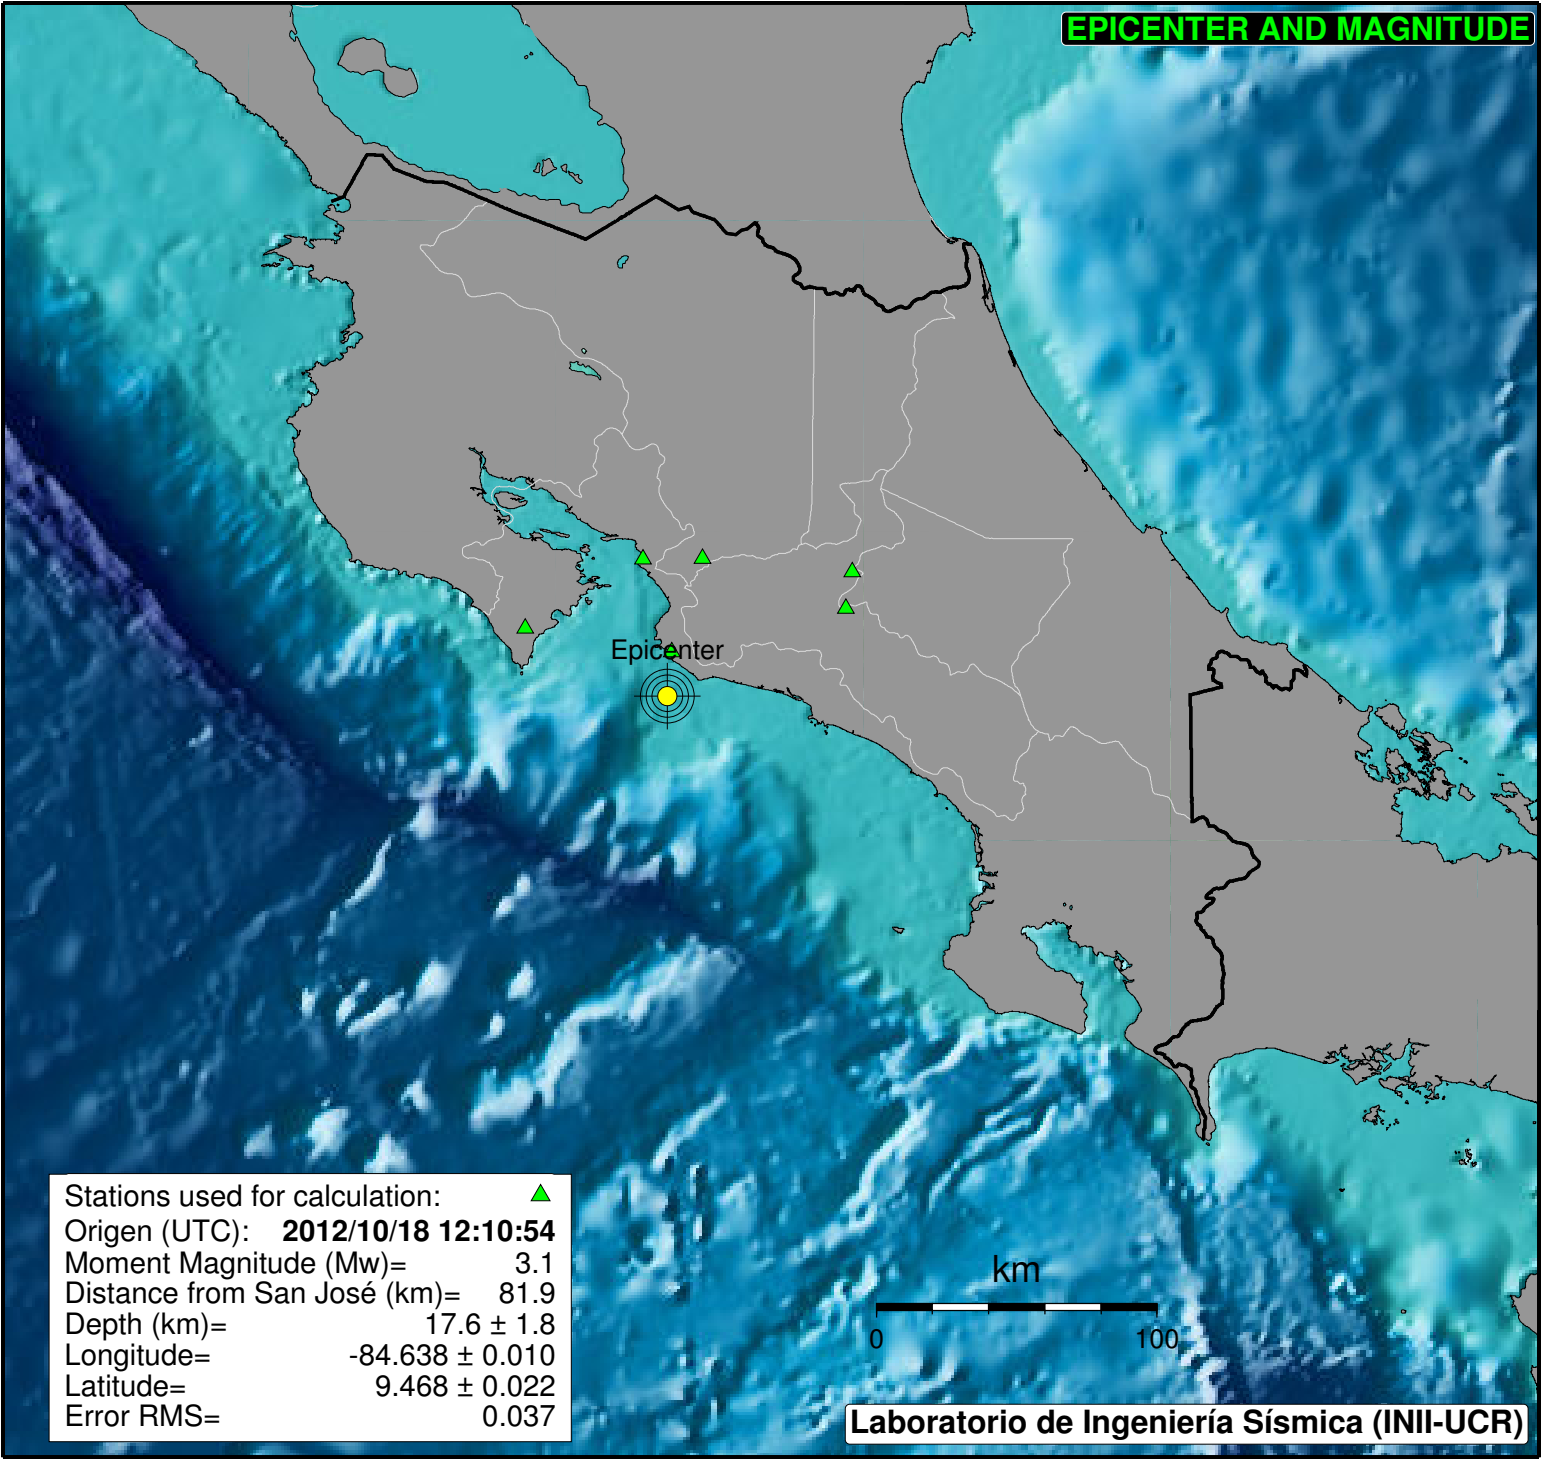 EPICENTER AND MAGNITUDE
Epicenter
Stations used for calculation:
Origen (UTC): 2012/10/18 12:10:54
Moment Magnitude (Mw)= 3.1
Distance from San José (km)= 81.9
Depth (km)= 17.6 ± 1.8
Longitude= -84.638 ± 0.010
Latitude= 9.468 ± 0.022
Error RMS= 0.037
km
0 100
Laboratorio de Ingeniería Sísmica (INII-UCR)